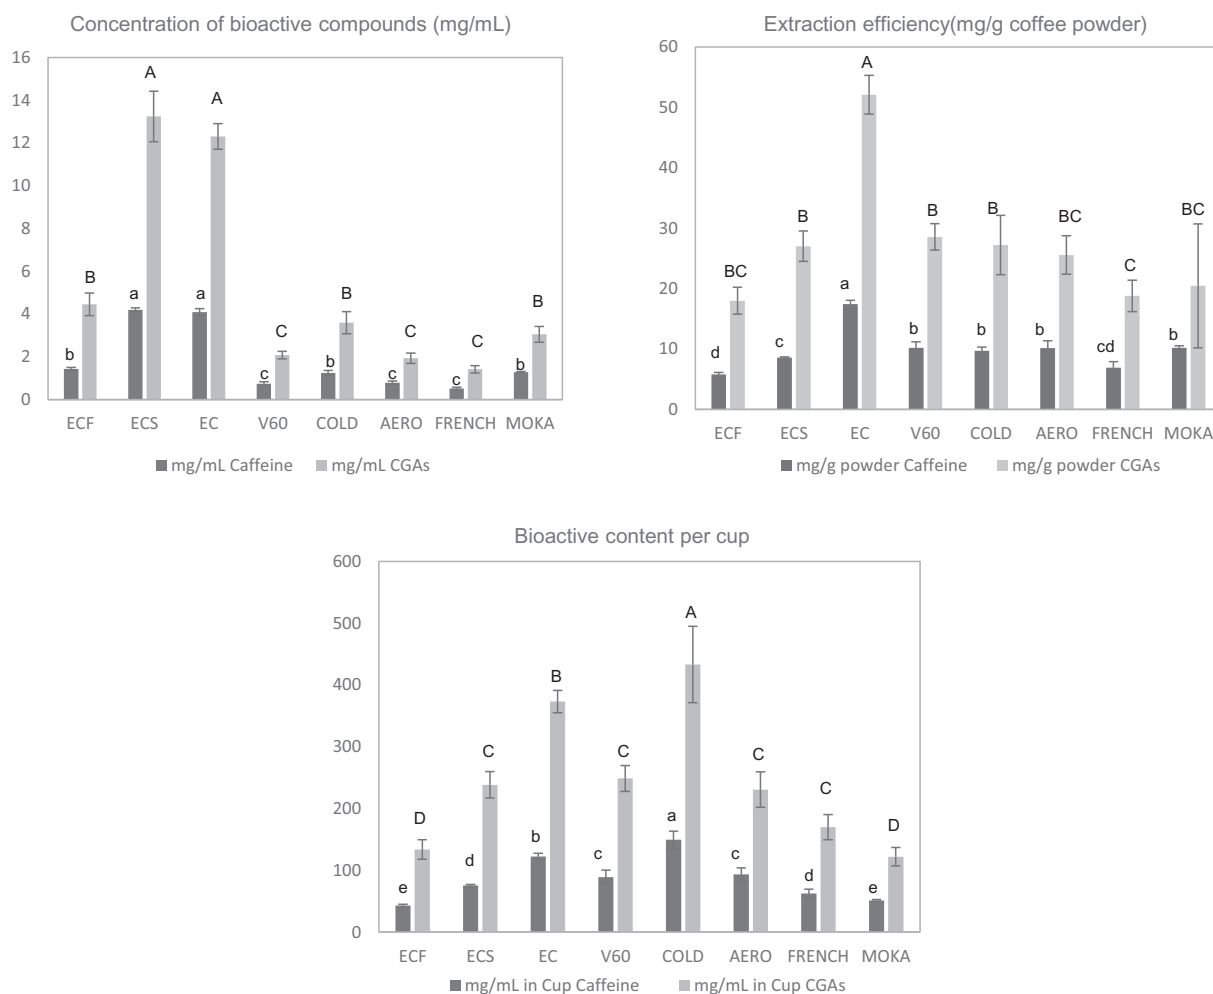 Concentration of bioactive compounds (mg/mL)
16
14
12
10
8
6
4
2
0
b
B
a
A
a
A
c
C
b
B
c
C
c
C
b
B
ECF ECS EC V60 COLD AERO FRENCH MOKA
mg/mL Caffeine mg/mL CGAs
Extraction efficiency(mg/g coffee powder)
60
50
40
30
20
10
0
d
BC
c
B
a
A
b
B
b
B
b
BC
cd
C
b
BC
ECF ECS EC V60 COLD AERO FRENCH MOKA
mg/g powder Caffeine mg/g powder CGAs
Bioactive content per cup
600
500
400
300
200
100
0
e
D
d
C
b
B
c
C
a
A
c
C
d
C
e
D
ECF ECS EC V60 COLD AERO FRENCH MOKA
mg/mL in Cup Caffeine mg/mL in Cup CGAs